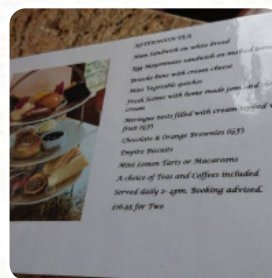 AFTERNOON TEA
Ham Sandwich on white bread
Egg Mayonnaise sandwich on malted
Brioche buns with cream cheese
Mini Vegetable quiches
Fresh Scones with home made jam and
cream
Meringue nests filled with cream topped
fruit (GF)
Chocolate & Orange Brownies (GF)
Empire Biscuits
Mini Lemon Tarts or Macaroons
A choice of Teas and Coffees included
Served daily 2- 4pm. Booking advised.
£16.95 for Two